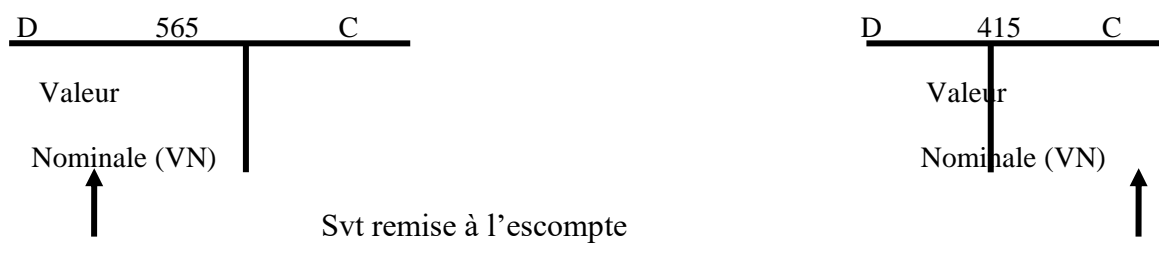 D 565 C D 415 C
Valeur Valeur
Nominale (VN) Nominale (VN)
Svt remise à l’escompte